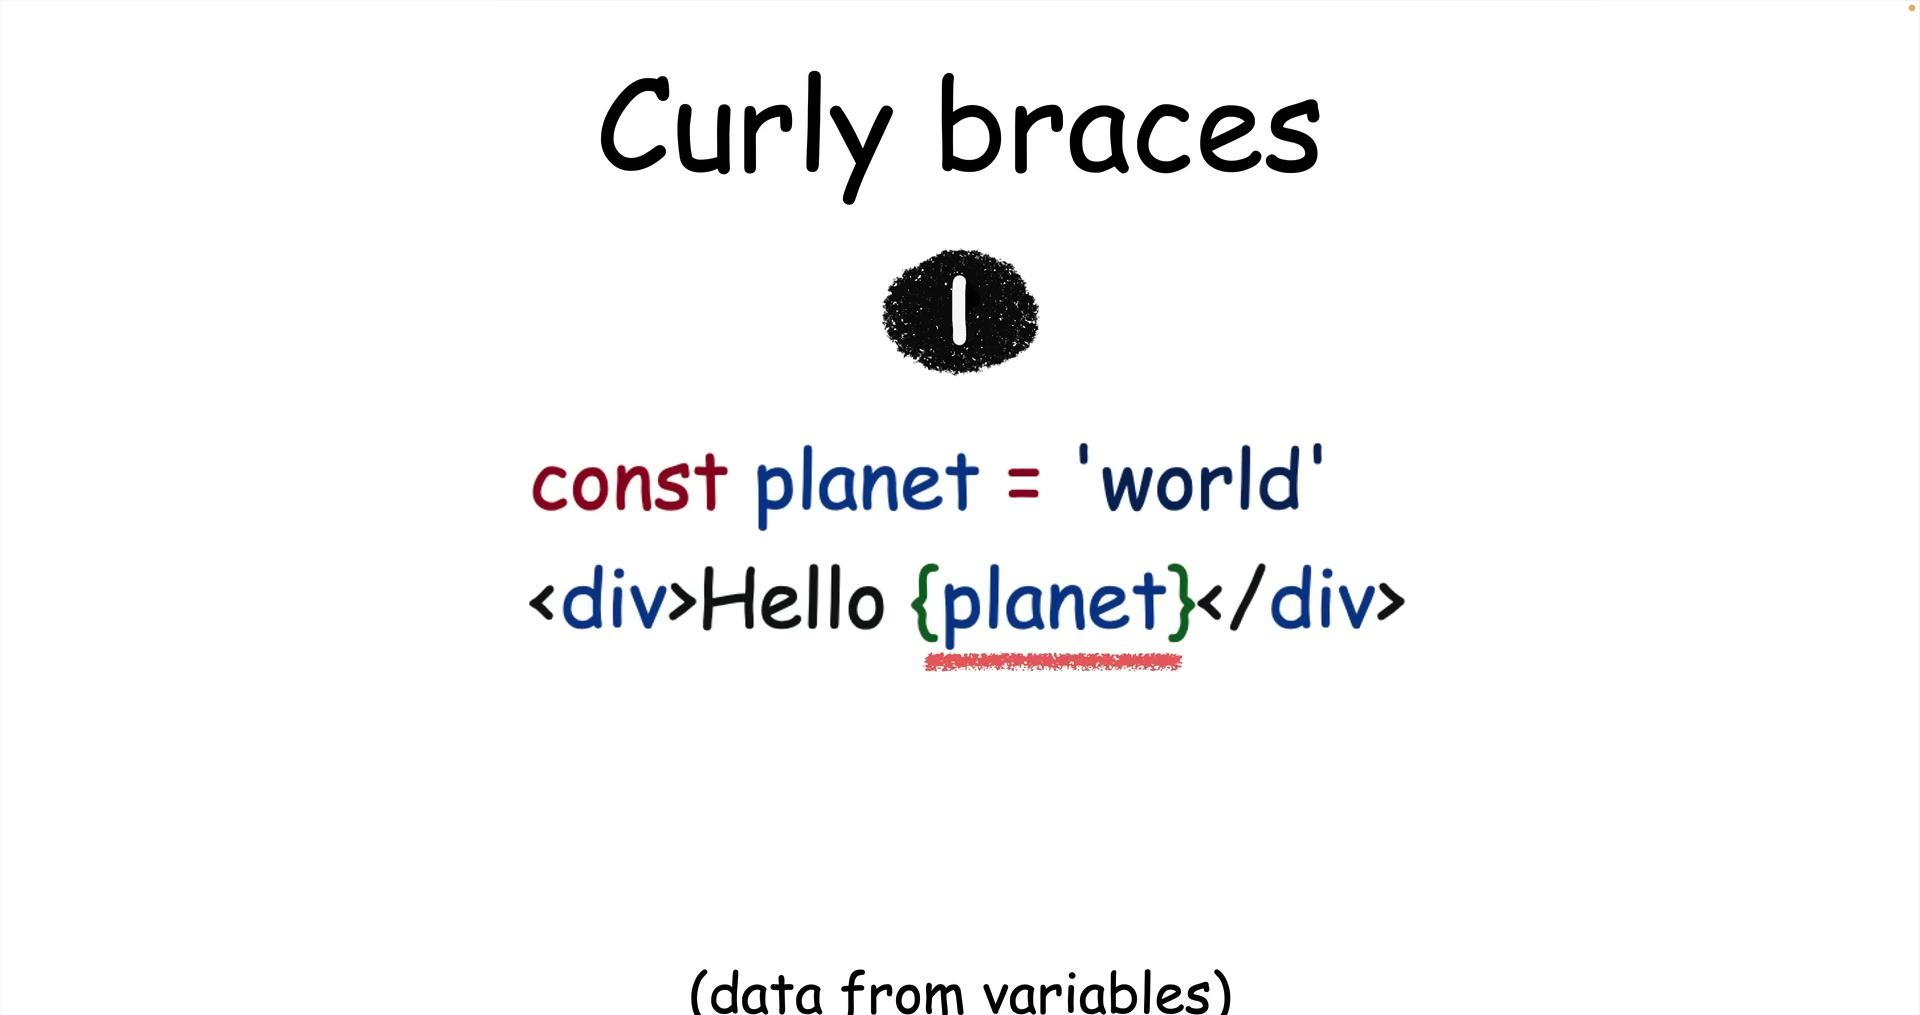 Curly braces
1
const planet = 'world'
<div>Hello {planet}</div>
(data from variables)